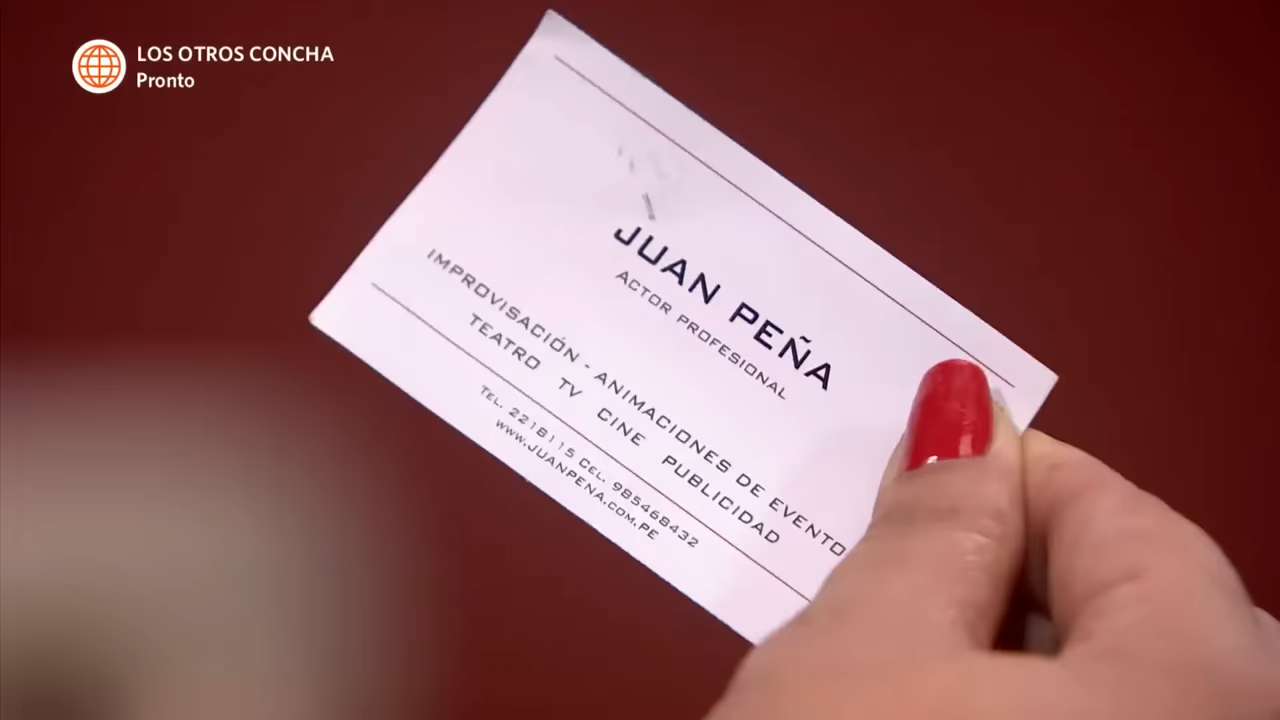 LOS OTROS CONCHA
Pronto
JUAN PEÑA
ACTOR PROFESIONAL
IMPROVISACIÓN - ANIMACIONES DE EVENTO
TEATRO TV CINE PUBLICIDAD
TEL. 2218115 CEL. 985468432
WWW.JUANPENA.COM.PE